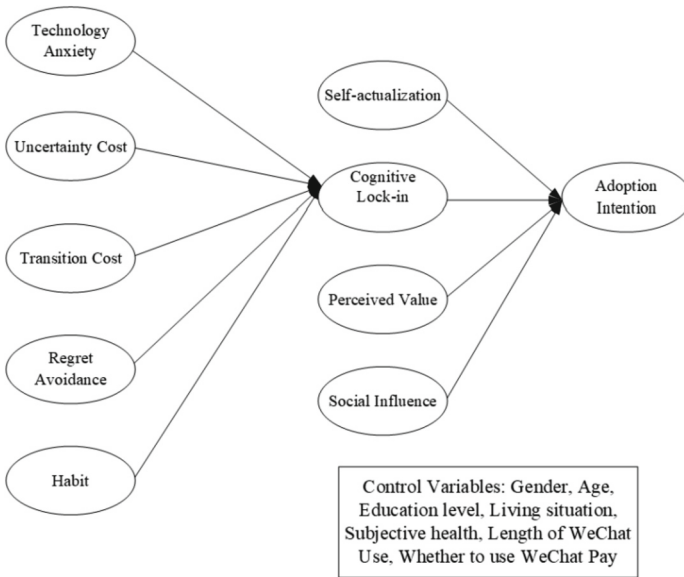 Technology
Anxiety
Uncertainty Cost
Transition Cost
Regret
Avoidance
Habit
Self-actualization
Cognitive
Lock-in
Perceived Value
Social Influence
Adoption
Intention
Control Variables: Gender, Age,
Education level, Living situation,
Subjective health, Length of WeChat
Use, Whether to use WeChat Pay